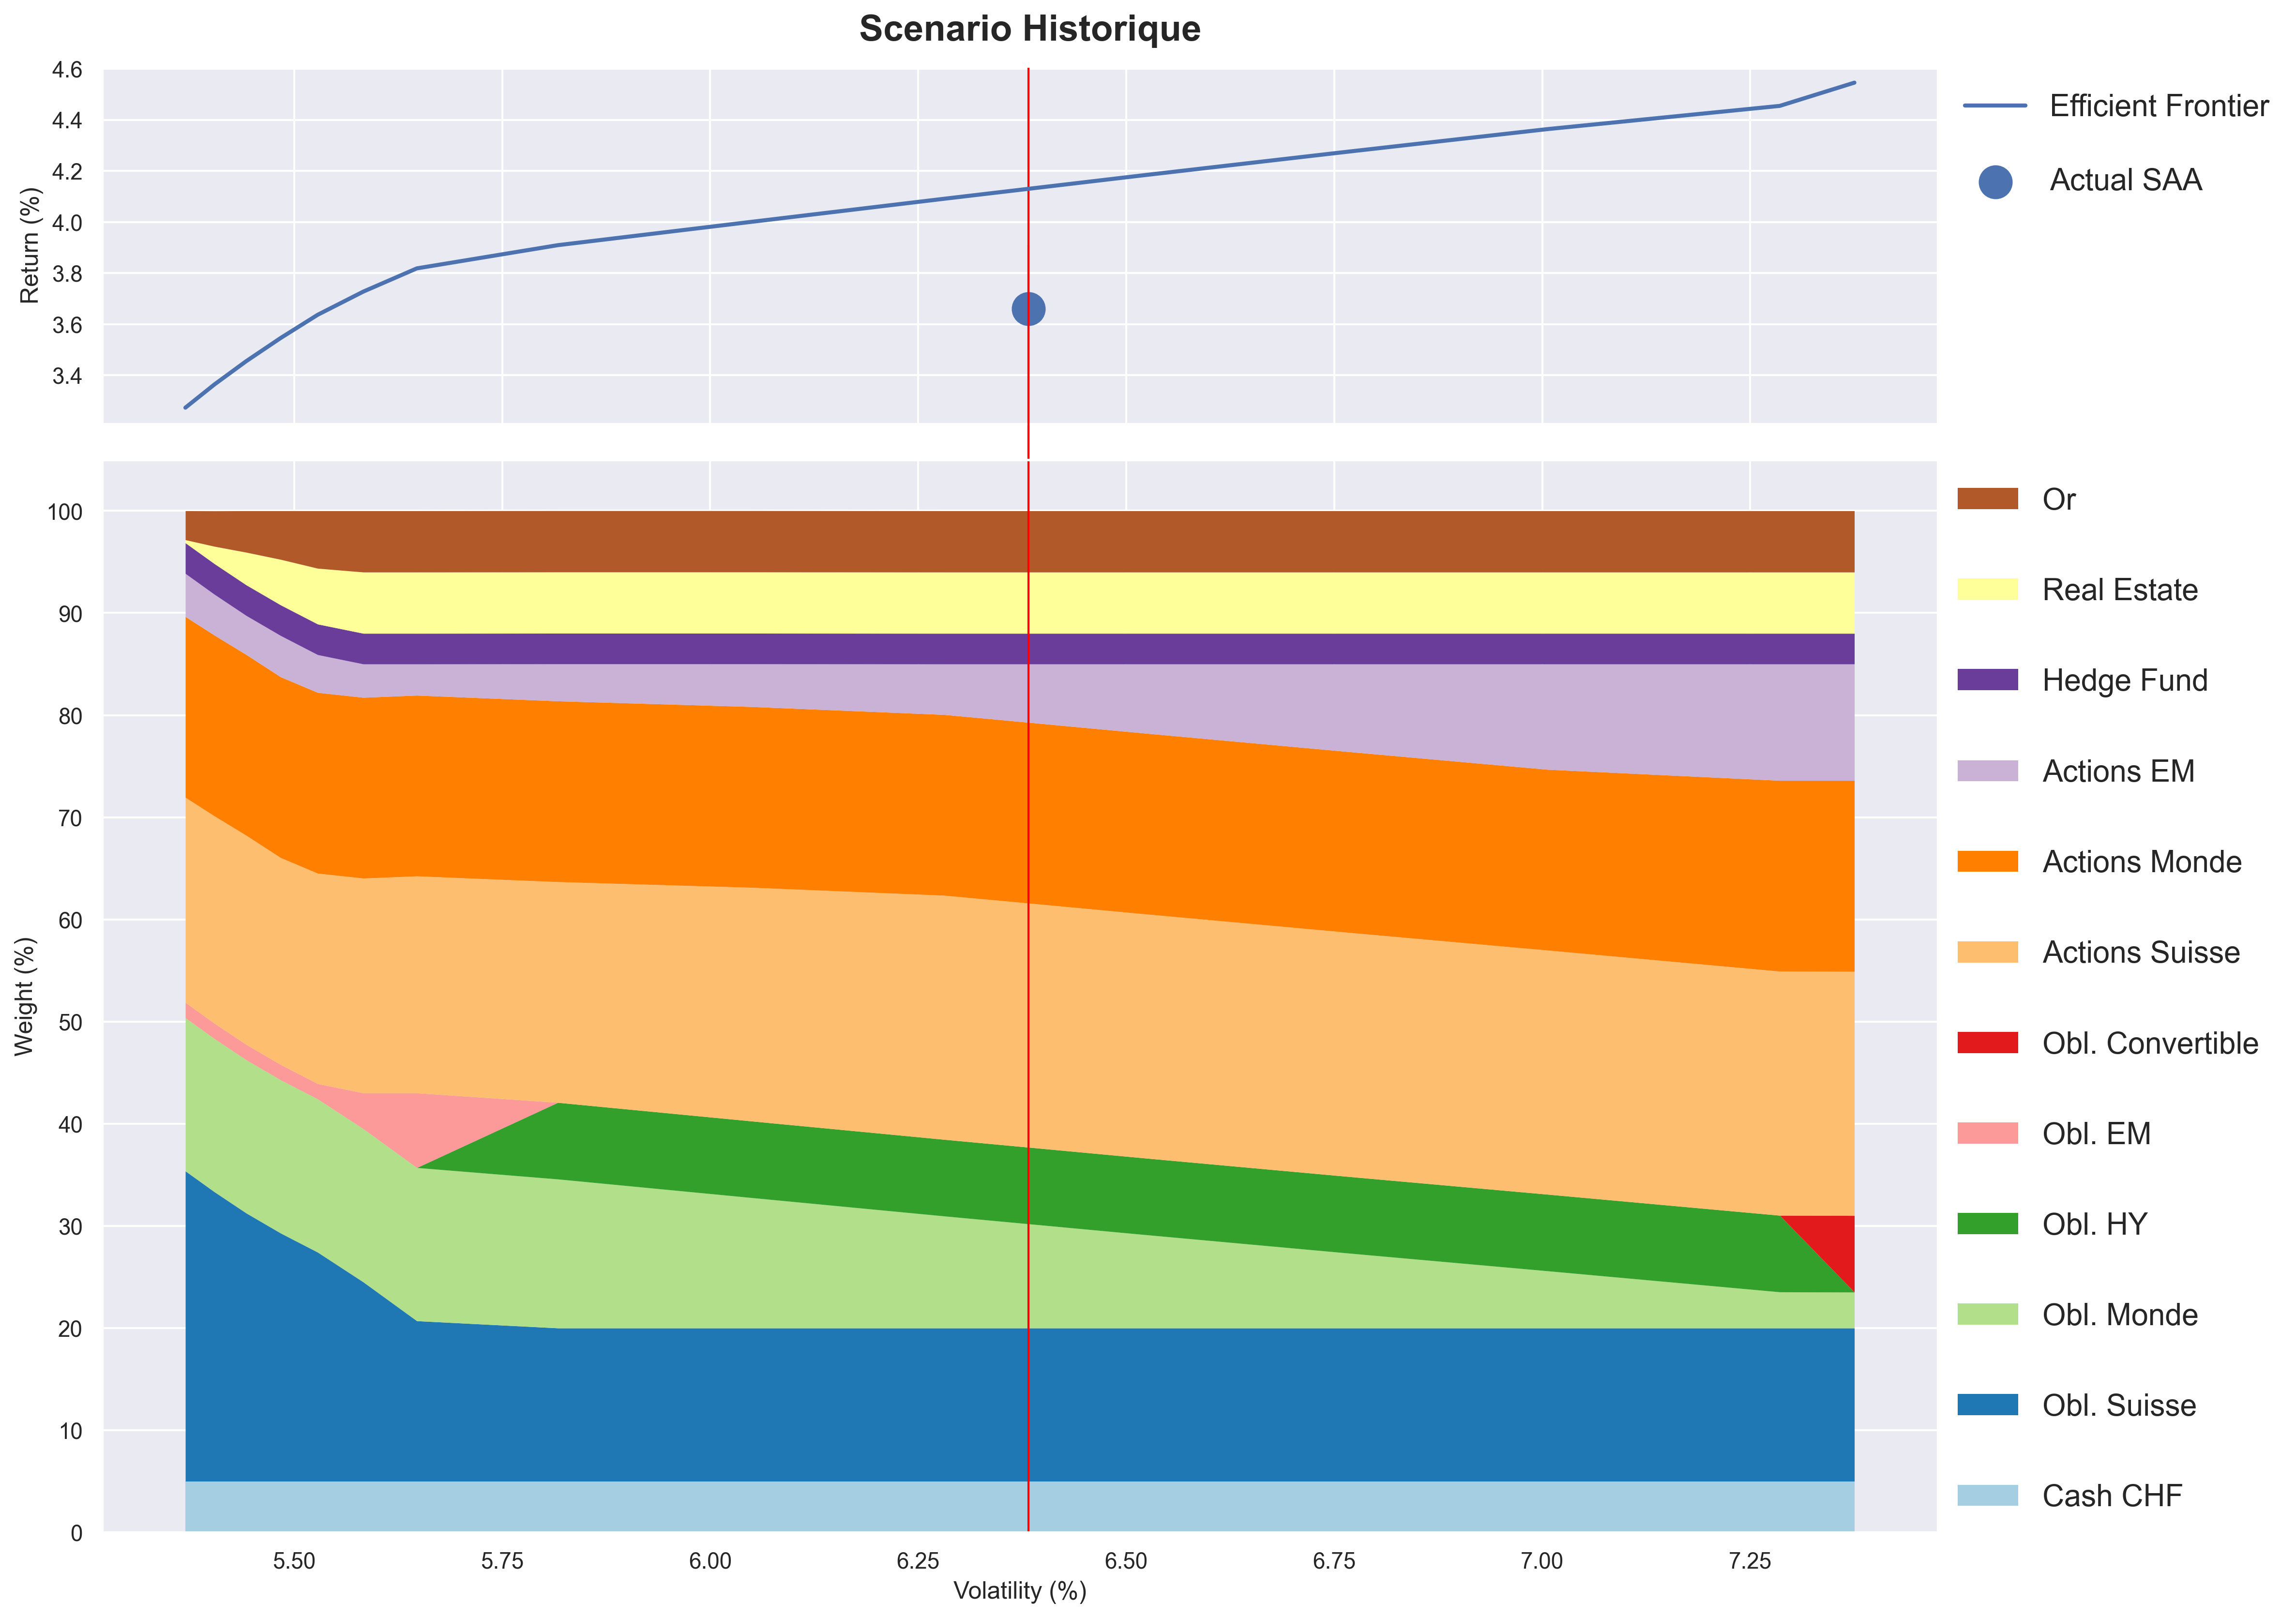 Scenario Historique
4.6
4.4
4.2
4.0
3.8
3.6
3.4
Return (%)
Efficient Frontier
Actual SAA
100
90
80
70
60
50
40
30
20
10
0
Weight (%)
5.50 5.75 6.00 6.25 6.50 6.75 7.00 7.25
Volatility (%)
Or
Real Estate
Hedge Fund
Actions EM
Actions Monde
Actions Suisse
Obl. Convertible
Obl. EM
Obl. HY
Obl. Monde
Obl. Suisse
Cash CHF